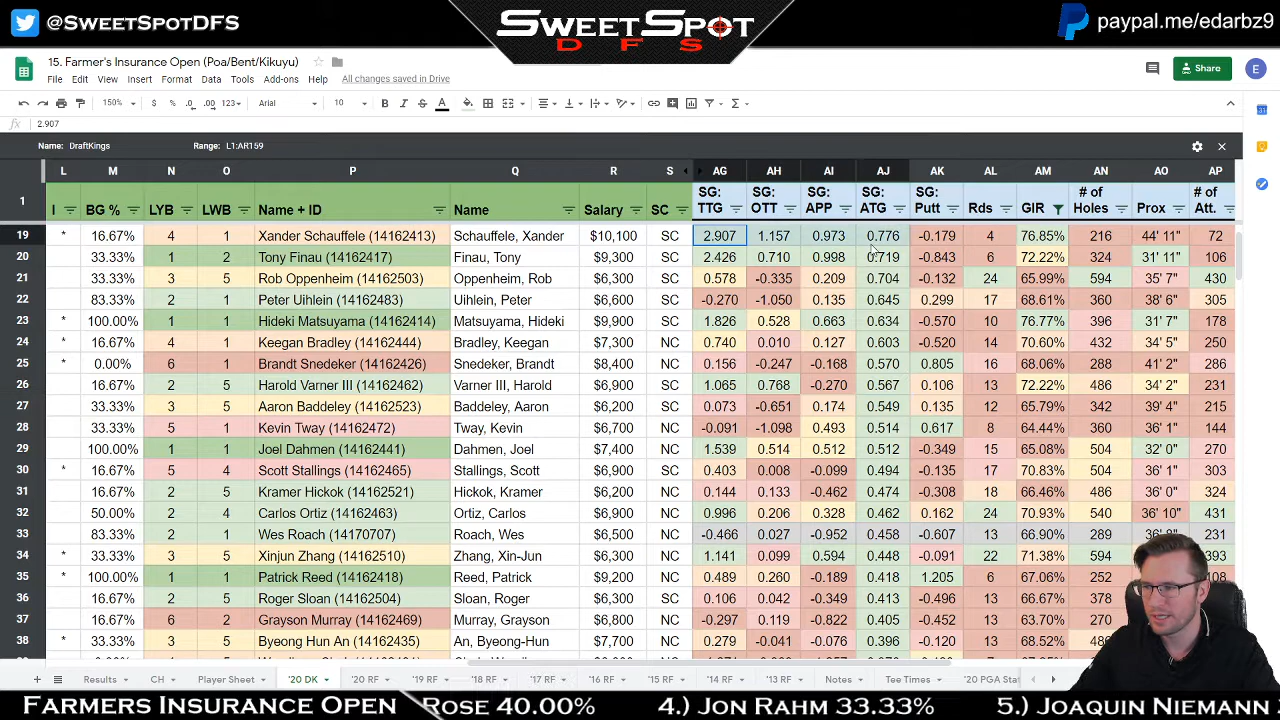 @SWEETSPOTDFS
SWEETSPOT
DFS
paypal.me/edarbz9
15. Farmer's Insurance Open (Poa/Bent/Kikuyu)
File Edit View Insert Format Data Tools Add-ons Help All changes saved in Drive
Share E
150% $ % .0 .00 123 Arial 10 B I S A
fx 2.907
Name: DraftKings Range: L1:AR159
L M N O P Q R S AG AH AI AJ AK AL AM AN AO AP
1 I BG % LYB LWB Name + ID Name Salary SC SG: TTG SG: OTT SG: APP SG: ATG SG: Putt Rds GIR # of Holes Prox # of Att.
19 * 16.67% 4 1 Xander Schauffele (14162413) Schauffele, Xander $10,100 SC 2.907 1.157 0.973 0.776 -0.179 4 76.85% 216 44' 11" 72
20 33.33% 1 2 Tony Finau (14162417) Finau, Tony $9,300 SC 2.426 0.710 0.998 0.719 -0.843 6 72.22% 324 31' 11" 106
21 33.33% 3 5 Rob Oppenheim (14162509) Oppenheim, Rob $6,300 SC 0.578 -0.335 0.209 0.704 -0.132 24 65.99% 594 35' 7" 430
22 83.33% 2 1 Peter Uihlein (14162483) Uihlein, Peter $6,600 SC -0.270 -1.050 0.135 0.645 0.299 17 68.61% 360 38' 6" 305
23 * 100.00% 1 1 Hideki Matsuyama (14162414) Matsuyama, Hideki $9,900 SC 1.826 0.528 0.663 0.634 -0.570 10 76.77% 396 31' 7" 178
24 * 16.67% 4 1 Keegan Bradley (14162444) Bradley, Keegan $7,300 NC 0.740 0.010 0.127 0.603 -0.520 14 70.60% 432 34' 5" 250
25 * 0.00% 6 1 Brandt Snedeker (14162426) Snedeker, Brandt $8,400 NC 0.156 -0.247 -0.168 0.570 0.805 16 68.06% 288 41' 2" 286
26 16.67% 2 5 Harold Varner III (14162462) Varner III, Harold $6,900 SC 1.065 0.768 -0.270 0.567 0.106 13 72.22% 486 34' 2" 231
27 33.33% 3 5 Aaron Baddeley (14162523) Baddeley, Aaron $6,200 SC 0.073 -0.651 0.174 0.549 0.135 12 65.79% 342 39' 4" 215
28 33.33% 5 1 Kevin Tway (14162472) Tway, Kevin $6,700 NC -0.091 -1.098 0.493 0.514 0.617 8 64.44% 360 36' 1" 144
29 100.00% 1 1 Joel Dahmen (14162441) Dahmen, Joel $7,400 NC 1.539 0.514 0.512 0.512 0.430 15 65.08% 504 32' 0" 270
30 * 16.67% 5 4 Scott Stallings (14162465) Stallings, Scott $6,900 SC 0.403 0.008 -0.099 0.494 -0.135 17 70.83% 504 36' 1" 303
31 16.67% 2 5 Kramer Hickok (14162521) Hickok, Kramer $6,200 NC 0.144 0.133 -0.462 0.474 -0.308 18 66.46% 486 36' 0" 324
32 50.00% 2 4 Carlos Ortiz (14162463) Ortiz, Carlos $6,900 NC 0.996 0.206 0.328 0.462 0.162 24 70.93% 540 36' 10" 431
33 83.33% 2 1 Wes Roach (14170707) Roach, Wes $6,500 NC -0.466 0.027 -0.952 0.458 -0.607 13 66.90% 289 231
34 * 33.33% 3 5 Xinjun Zhang (14162510) Zhang, Xin-Jun $6,300 NC 1.141 0.099 0.594 0.448 -0.091 22 71.38% 594 393
35 * 100.00% 1 1 Patrick Reed (14162418) Reed, Patrick $9,200 NC 0.489 0.260 -0.189 0.418 1.205 6 67.06% 252 108
36 16.67% 2 5 Roger Sloan (14162504) Sloan, Roger $6,300 SC 0.106 0.042 -0.349 0.413 -0.496 13 66.67% 378
37 16.67% 6 2 Grayson Murray (14162469) Murray, Grayson $6,800 NC -0.297 0.119 -0.822 0.405 -0.452 13 63.70% 270
38 * 33.33% 3 5 Byeong Hun An (14162435) An, Byeong-Hun $7,700 NC 0.279 -0.041 -0.076 0.396 -0.120 13 68.52%
Results CH Player Sheet '20 DK '20 RF '19 RF '18 RF '17 RF '16 RF '15 RF '14 RF '13 RF Notes Tee Times '20 PGA Stat
FARMERS INSURANCE OPEN ROSE 40.00% 4.) JON RAHM 33.33% 5.) JOAQUIN NIEMANN